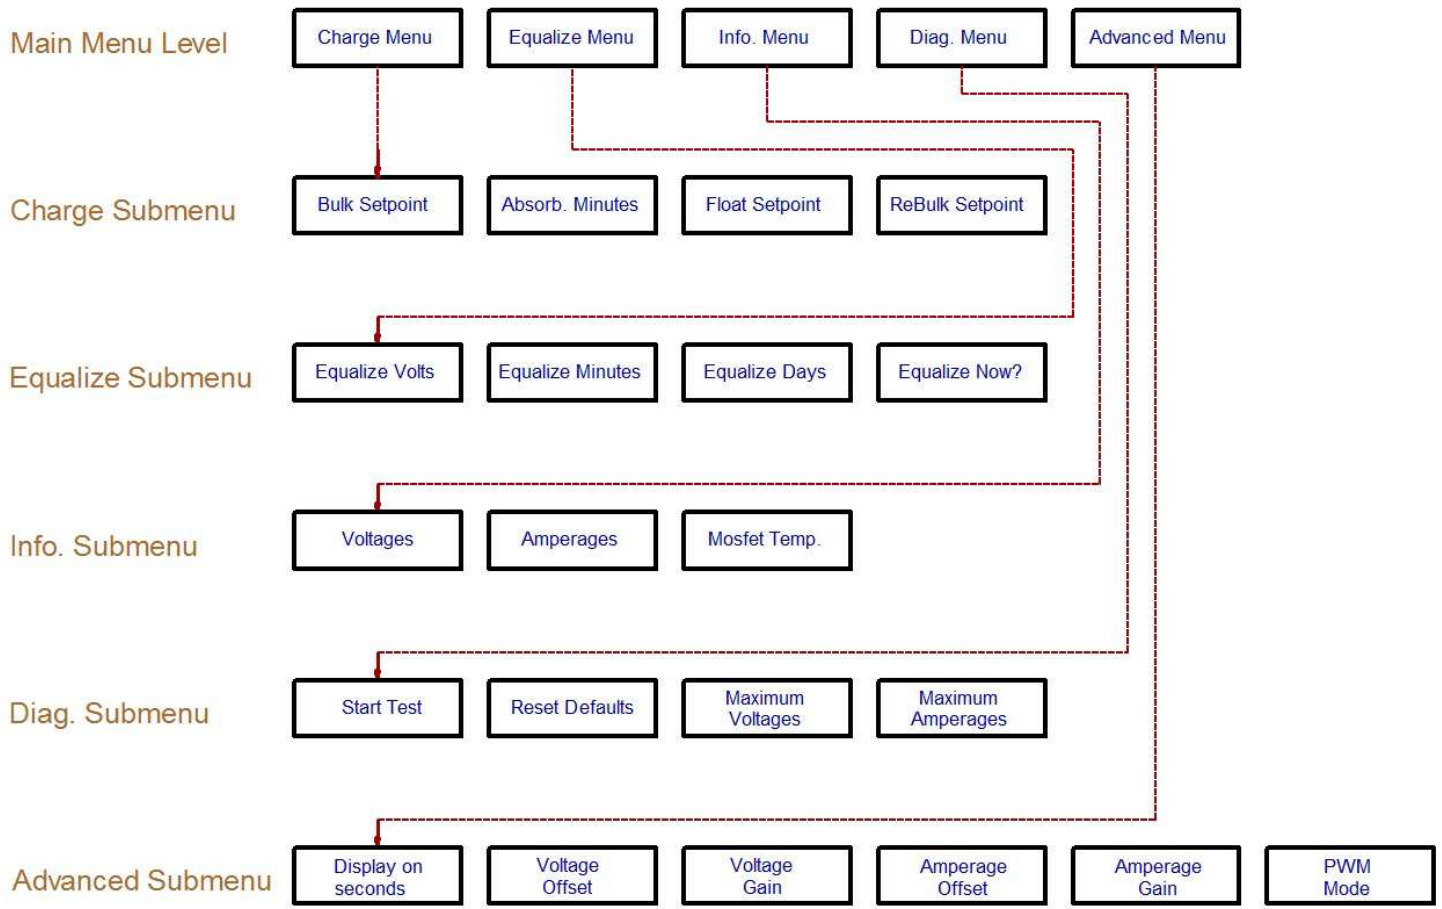 Main Menu Level
Charge Menu
Equalize Menu
Info. Menu
Diag. Menu
Advanced Menu
Charge Submenu
Bulk Setpoint
Absorb. Minutes
Float Setpoint
ReBulk Setpoint
Equalize Submenu
Equalize Volts
Equalize Minutes
Equalize Days
Equalize Now?
Info. Submenu
Voltages
Amperages
Mosfet Temp.
Diag. Submenu
Start Test
Reset Defaults
Maximum
Voltages
Maximum
Amperages
Advanced Submenu
Display on
seconds
Voltage
Offset
Voltage
Gain
Amperage
Offset
Amperage
Gain
PWM
Mode